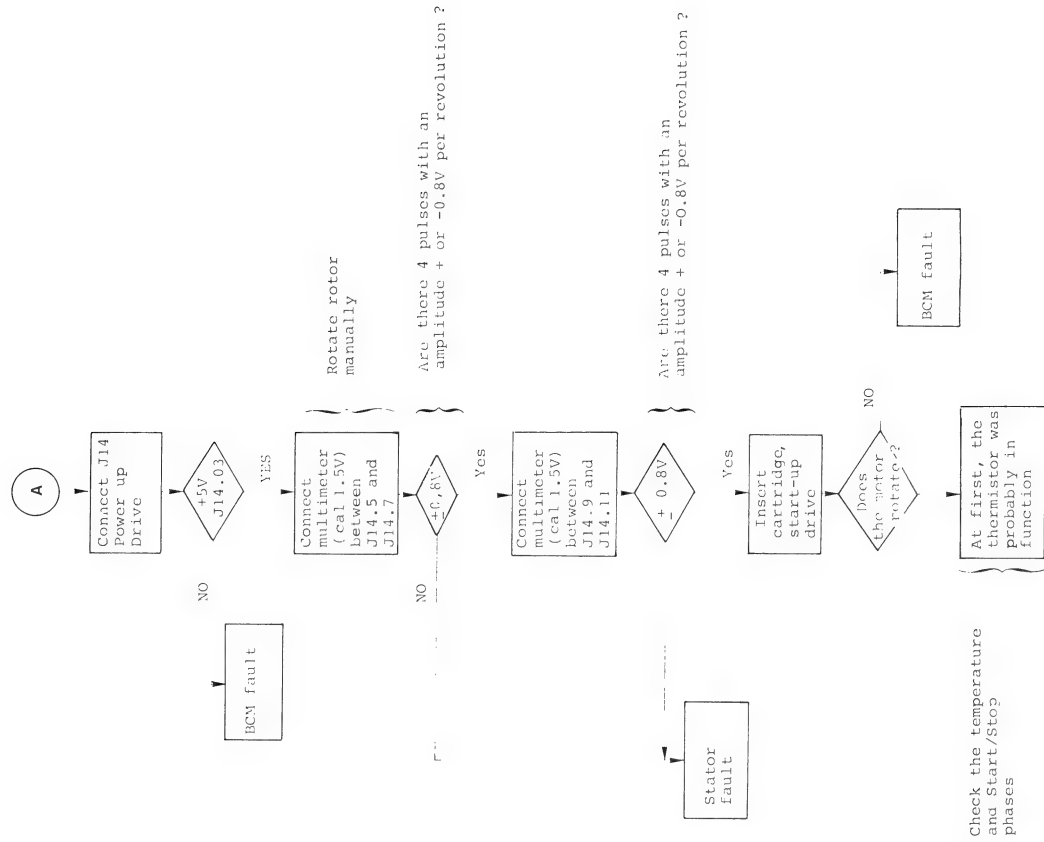 A
Connect J14
Power up
Drive
+5V
J14.03
NO
YES
BCM fault
Connect
multimeter
(cal 1.5V)
between
J14.5 and
J14.7
Rotate rotor
manually
±0,8V
Are there 4 pulses with an
amplitude + or -0.8V per revolution ?
NO
Yes
Connect
multimeter
(cal 1.5V)
between
J14.9 and
J14.11
± 0.8V
Are there 4 pulses with an
amplitude + or -0.8V per revolution ?
Stator
fault
Yes
Insert
cartridge,
start-up
drive
Does
the motor
rotate?
NO
BCM fault
Check the temperature
and Start/Stop
phases
At first, the
thermistor was
probably in
function